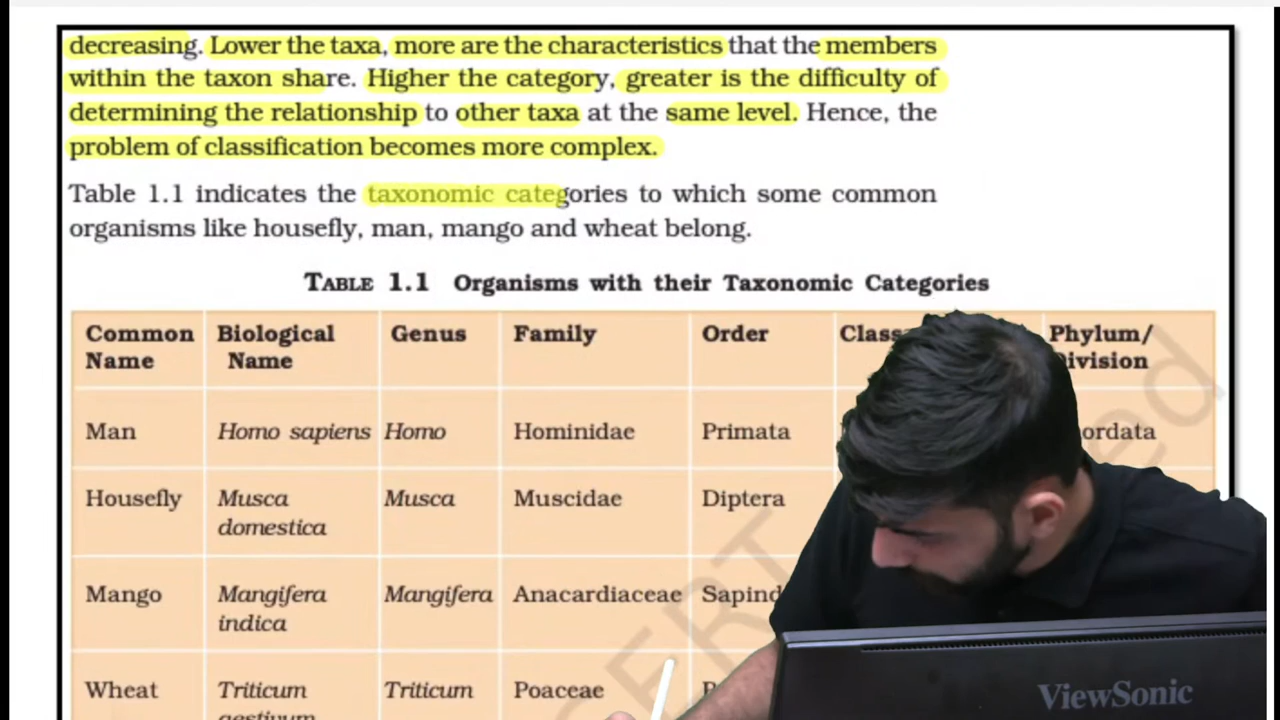 decreasing. Lower the taxa, more are the characteristics that the members
within the taxon share. Higher the category, greater is the difficulty of
determining the relationship to other taxa at the same level. Hence, the
problem of classification becomes more complex.
Table 1.1 indicates the taxonomic categories to which some common
organisms like housefly, man, mango and wheat belong.
TABLE 1.1 Organisms with their Taxonomic Categories
Common Name Biological Name Genus Family Order Phylum/
Man Homo sapiens Homo Hominidae Primata
Housefly Musca domestica Musca Muscidae Diptera
Mango Mangifera indica Mangifera Anacardiaceae
Wheat Triticum Triticum Poaceae
ViewSonic